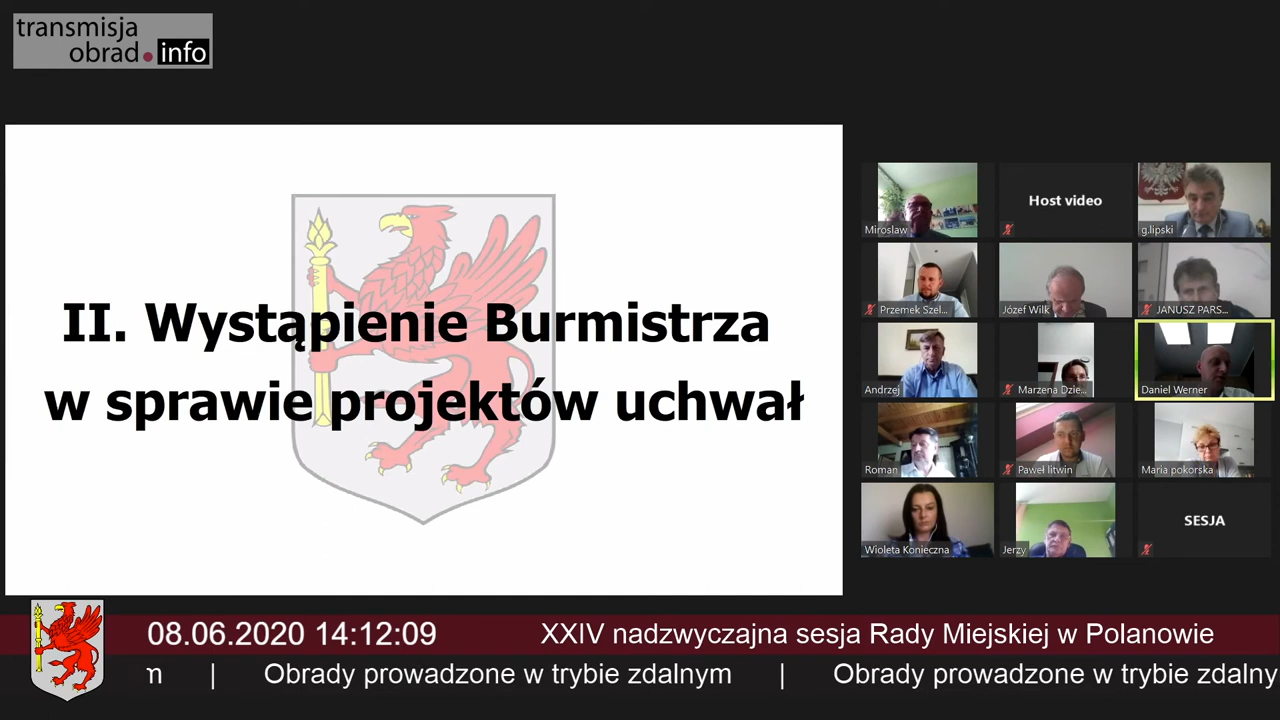 transmisja
obrad.info
II. Wystąpienie Burmistrza
w sprawie projektów uchwał
Miroslaw
Host video
g.lipski
Przemek Szel...
Józef Wilk
JANUSZ PARS...
Andrzej
Marzena Dzie...
Daniel Werner
Roman
Paweł litwin
Maria pokorska
Wioleta Konieczna
Jerzy
SESJA
08.06.2020 14:12:09
XXIV nadzwyczajna sesja Rady Miejskiej w Polanowie
m | Obrady prowadzone w trybie zdalnym | Obrady prowadzone w trybie zdalny